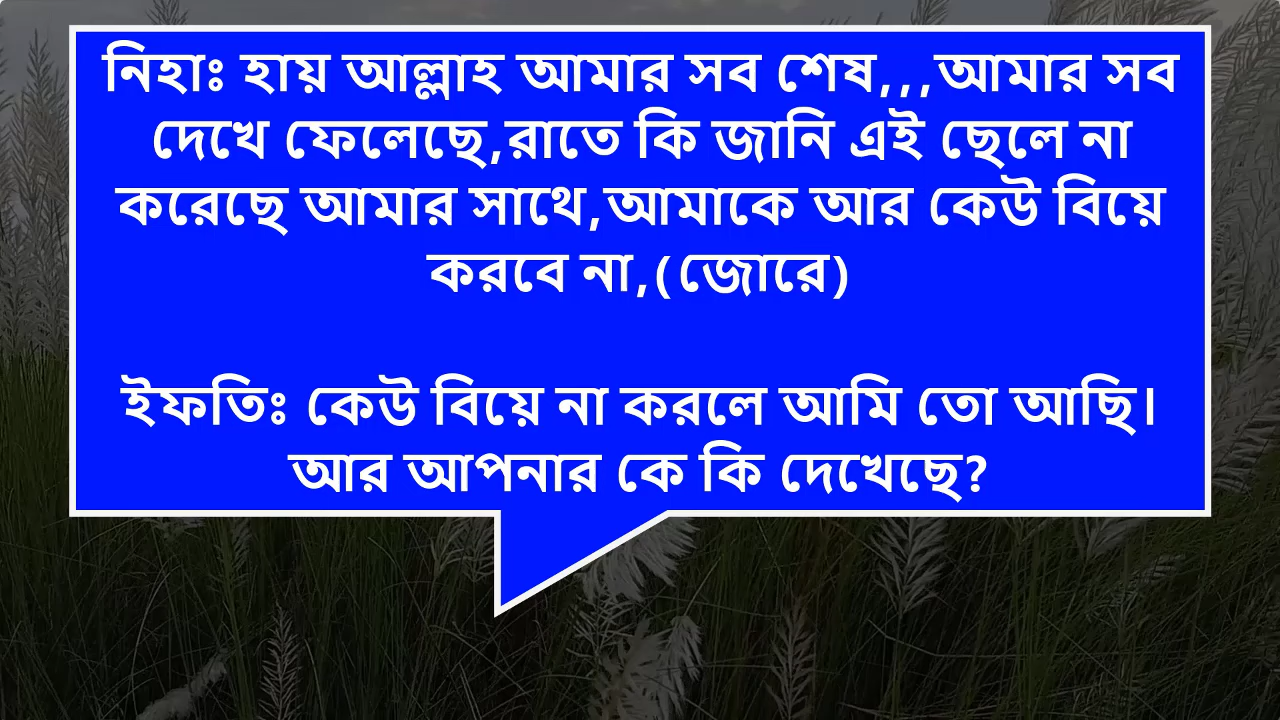 নিহাঃ হায় আল্লাহ আমার সব শেষ,,,আমার সব
দেখে ফেলেছে,রাতে কি জানি এই ছেলে না
করেছে আমার সাথে,আমাকে আর কেউ বিয়ে
করবে না,(জোরে)
ইফতিঃ কেউ বিয়ে না করলে আমি তো আছি।
আর আপনার কে কি দেখেছে?